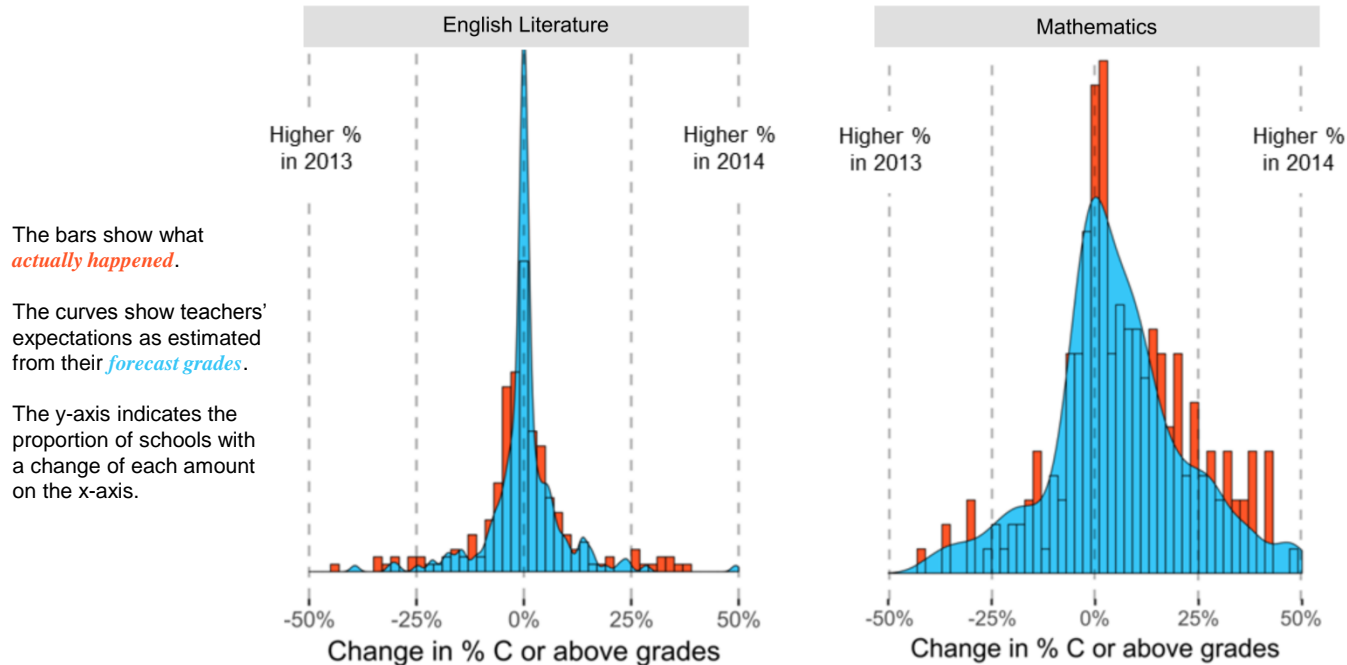 English Literature
Mathematics
Higher %
in 2013
Higher %
in 2014
Higher %
in 2013
Higher %
in 2014
The bars show what
actually happened.
The curves show teachers’
expectations as estimated
from their forecast grades.
The y-axis indicates the
proportion of schools with
a change of each amount
on the x-axis.
-50% -25% 0% 25% 50%
Change in % C or above grades
-50% -25% 0% 25% 50%
Change in % C or above grades